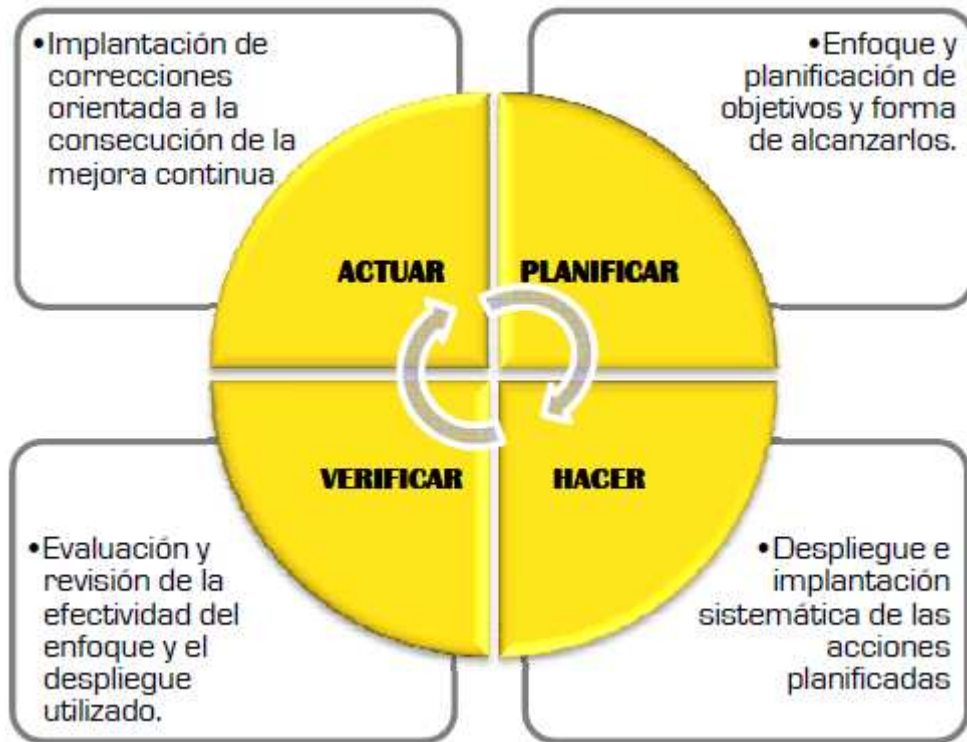 •Implantación de
correcciones
orientada a la
consecución de la
mejora continua
•Enfoque y
planificación de
objetivos y forma
de alcanzarlos.
ACTUAR
PLANIFICAR
VERIFICAR
HACER
•Evaluación y
revisión de la
efectividad del
enfoque y el
despliegue
utilizado.
•Despliegue e
implantación
sistemática de las
acciones
planificadas